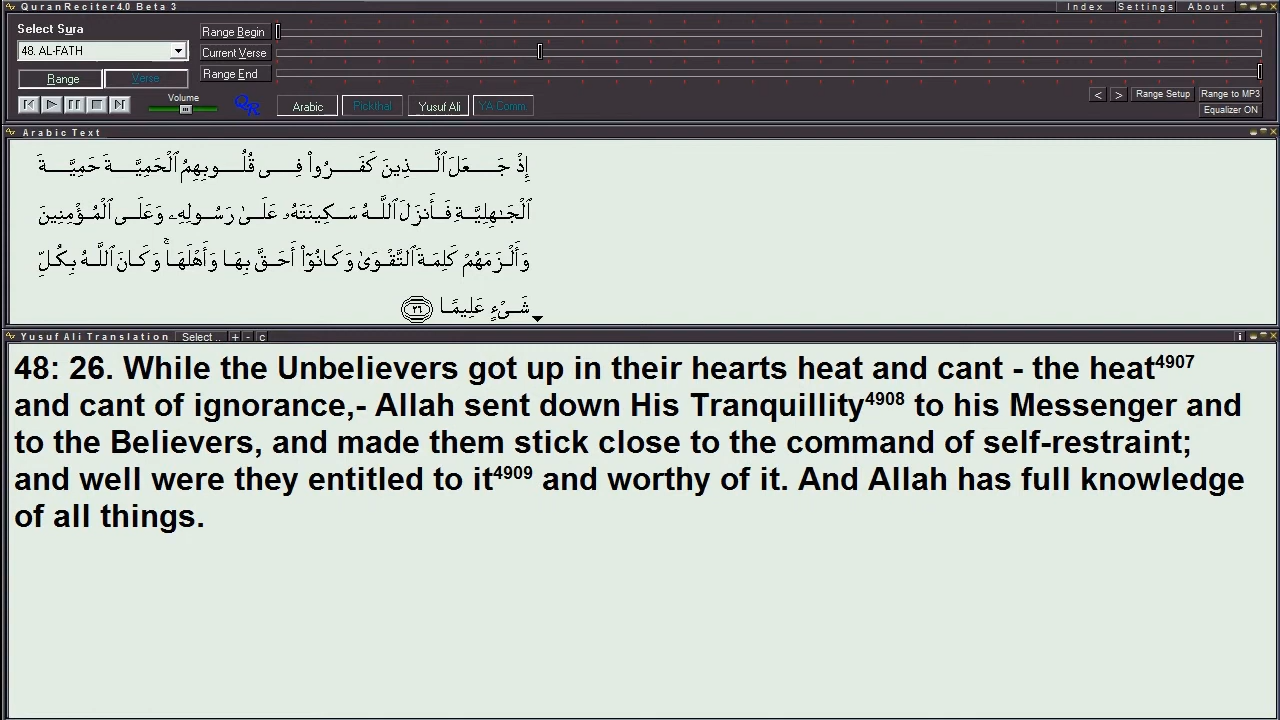 QuranReciter4.0 Beta 3
Index Settings About
Select Sura
48. AL-FATH
Range Verse
Volume
Range Begin
Current Verse
Range End
Arabic Pickthal Yusuf Ali YA Comm.
< > Range Setup Range to MP3
Equalizer ON
Arabic Text
إِذْ جَعَلَ ٱلَّذِينَ كَفَرُوا۟ فِى قُلُوبِهِمُ ٱلْحَمِيَّةَ حَمِيَّةَ
ٱلْجَـٰهِلِيَّةِ فَأَنزَلَ ٱللَّهُ سَكِينَتَهُۥ عَلَىٰ رَسُولِهِۦ وَعَلَى ٱلْمُؤْمِنِينَ
وَأَلْزَمَهُمْ كَلِمَةَ ٱلتَّقْوَىٰ وَكَانُوٓا۟ أَحَقَّ بِهَا وَأَهْلَهَا ۚ وَكَانَ ٱللَّهُ بِكُلِّ
شَىْءٍ عَلِيمًا ٢٦
Yusuf Ali Translation Select .. + - c i
48: 26. While the Unbelievers got up in their hearts heat and cant - the heat4907
and cant of ignorance,- Allah sent down His Tranquillity4908 to his Messenger and
to the Believers, and made them stick close to the command of self-restraint;
and well were they entitled to it4909 and worthy of it. And Allah has full knowledge
of all things.